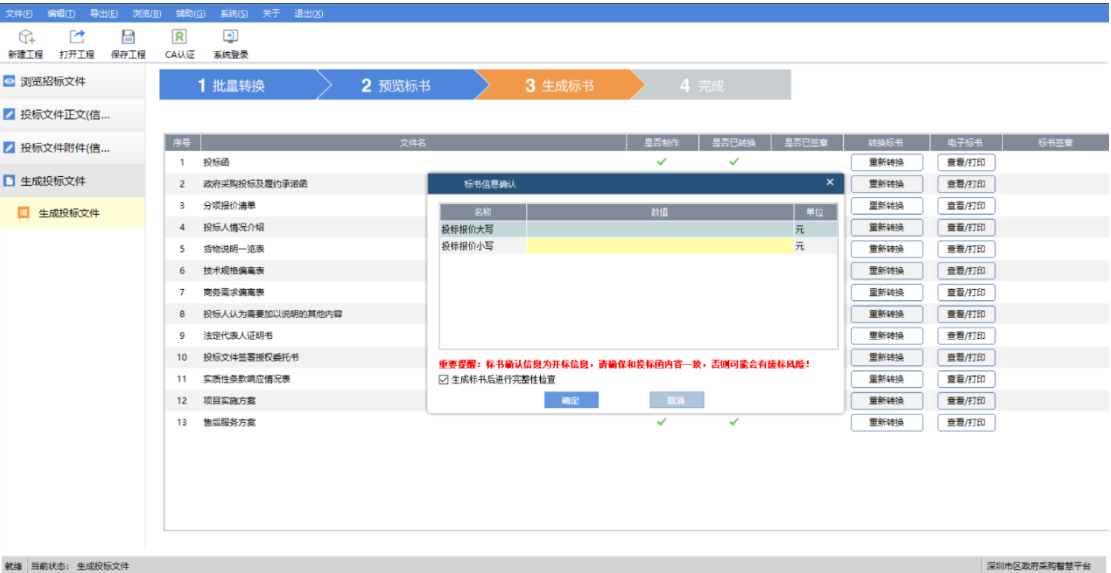 文件(F) 编辑(T) 导出(E) 浏览(B) 辅助(G) 系统(S) 关于 退出(X)
新建工程 打开工程 保存工程 CA认证 系统登录
浏览招标文件
投标文件正文(信...
投标文件附件(信...
生成投标文件
生成投标文件
1 批量转换 2 预览标书 3 生成标书 4 完成
序号 文件名 是否制作 是否已转换 是否已签章 转换标书 电子标书 标书签章
1 投标函 重新转换 查看/打印
2 政府采购投标及履约承诺函 重新转换 查看/打印
3 分项报价清单 重新转换 查看/打印
4 投标人情况介绍 重新转换 查看/打印
5 货物说明一览表 重新转换 查看/打印
6 技术规格偏离表 重新转换 查看/打印
7 商务需求偏离表 重新转换 查看/打印
8 投标人认为需要加以说明的其他内容 重新转换 查看/打印
9 法定代表人证明书 重新转换 查看/打印
10 投标文件签署授权委托书 重新转换 查看/打印
11 实质性条款响应情况表 重新转换 查看/打印
12 项目实施方案 重新转换 查看/打印
13 售后服务方案 重新转换 查看/打印
标书信息确认
名称 数值 单位
投标报价大写 元
投标报价小写 元
重要提醒：标书确认信息为开标信息，请确保和投标函内容一致，否则可能会有废标风险！
生成标书后进行完整性检查
确定 取消
就绪 当前状态： 生成投标文件 深圳市区政府采购智慧平台